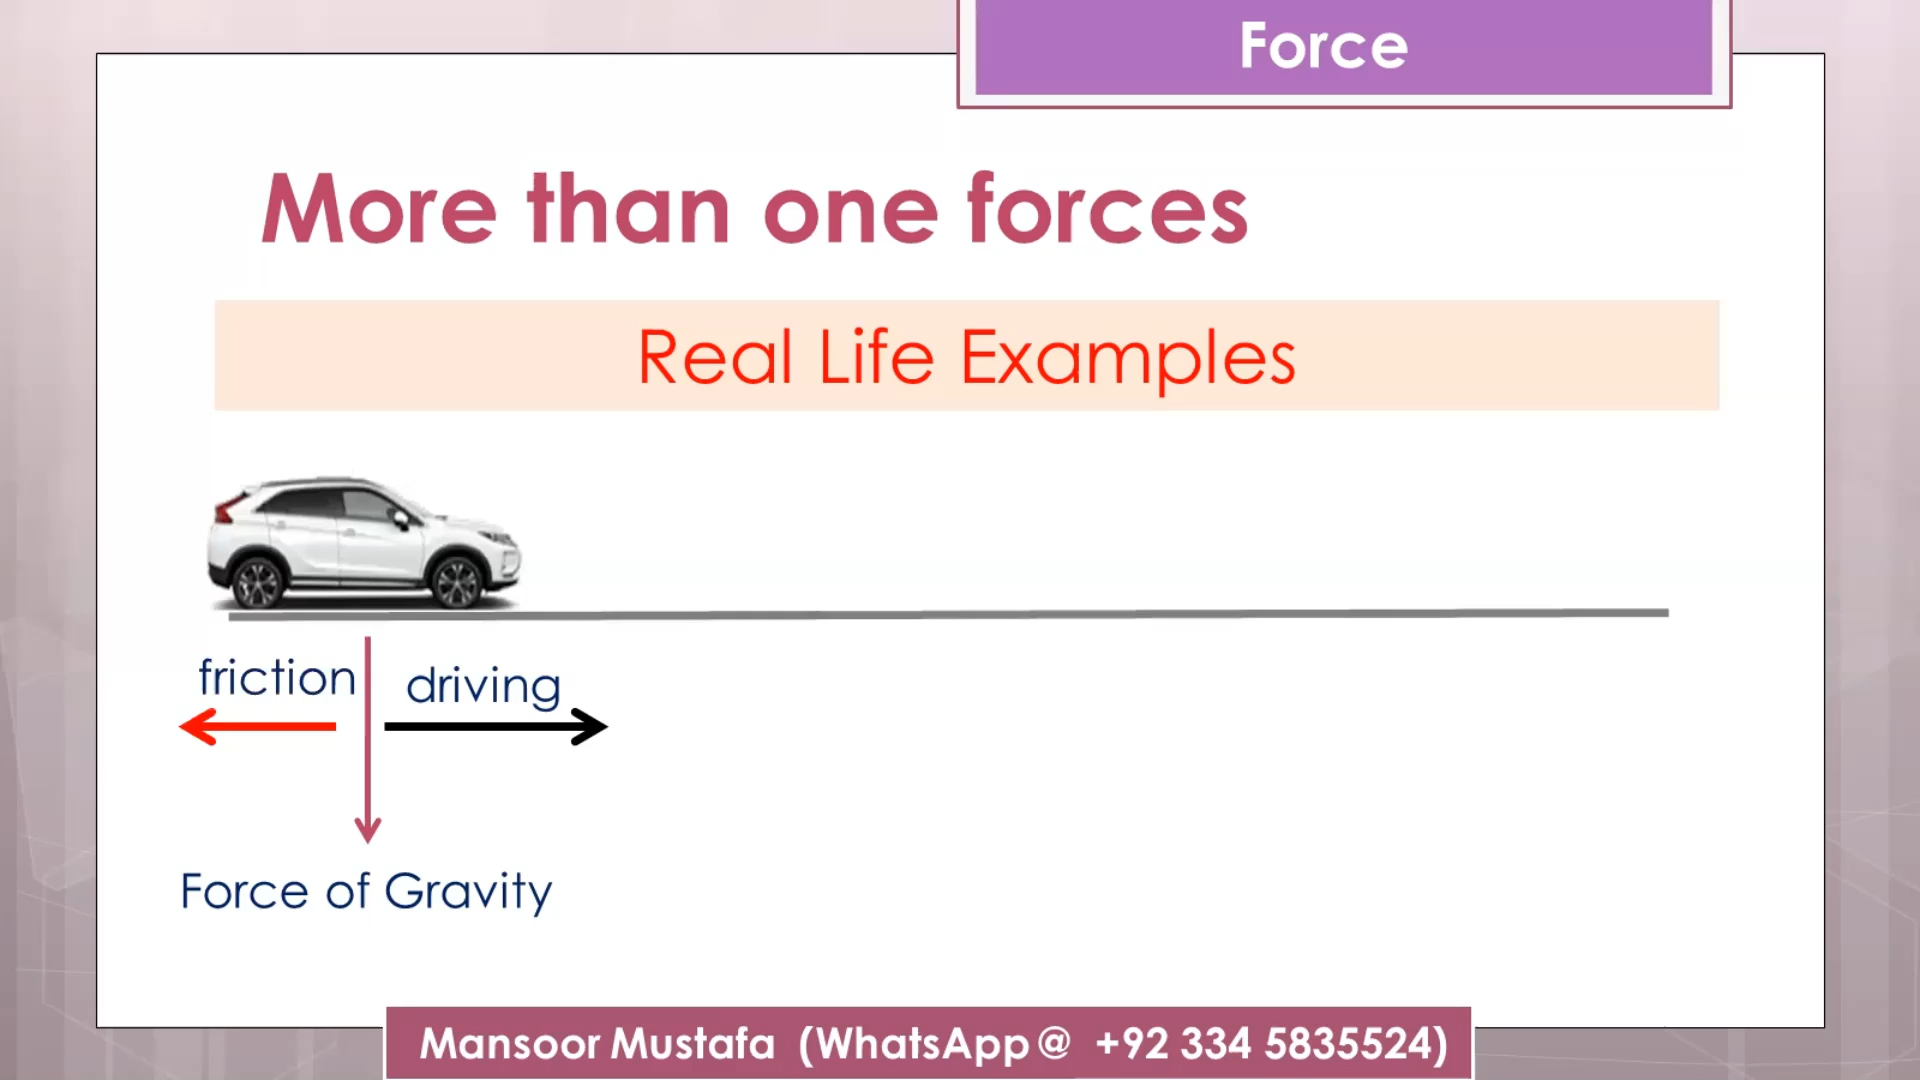 Force
More than one forces
Real Life Examples
friction
driving
Force of Gravity
Mansoor Mustafa (WhatsApp@ +92 334 5835524)